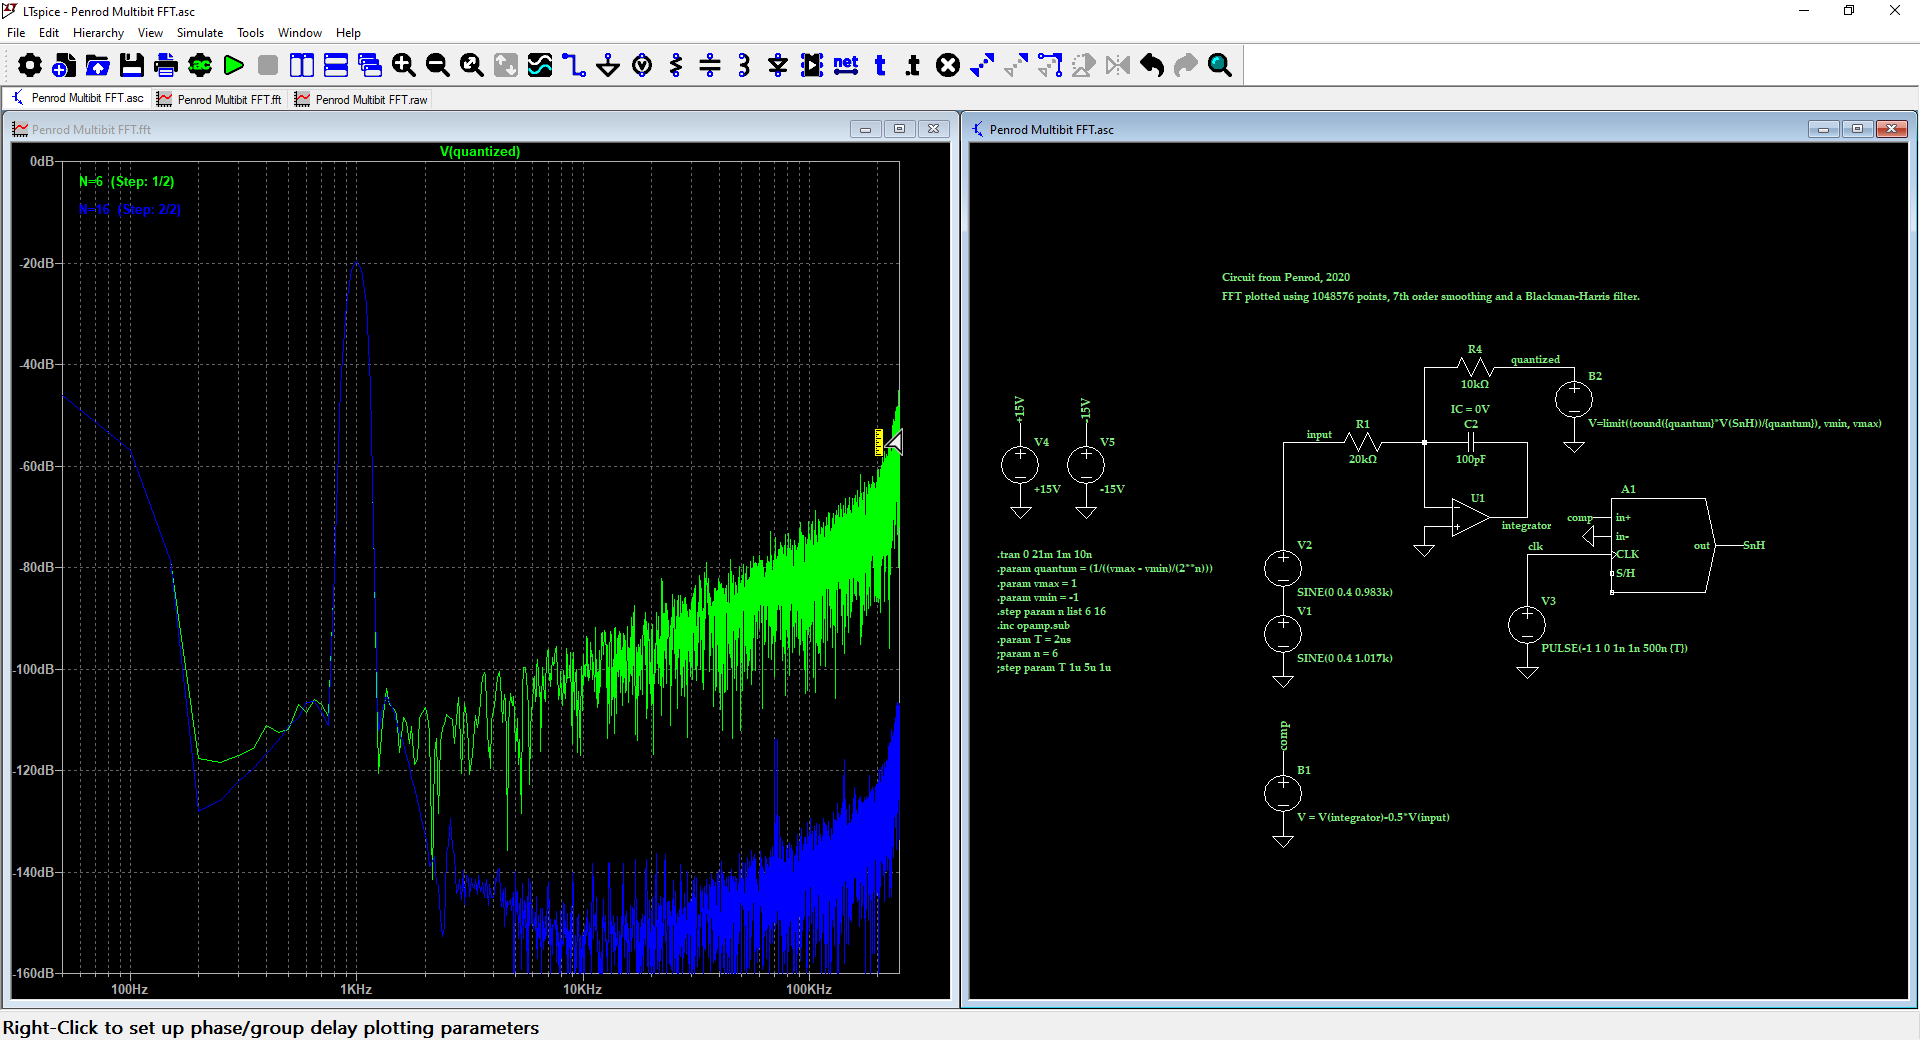 LTspice - Penrod Multibit FFT.asc
File Edit Hierarchy View Simulate Tools Window Help
.ac net t .t
Penrod Multibit FFT.asc Penrod Multibit FFT.fft Penrod Multibit FFT.raw
Penrod Multibit FFT.fft
V(quantized)
N=6 (Step: 1/2)
N=16 (Step: 2/2)
0dB
-20dB
-40dB
-60dB
-80dB
-100dB
-120dB
-140dB
-160dB
100Hz 1KHz 10KHz 100KHz
Penrod Multibit FFT.asc
Circuit from Penrod, 2020
FFT plotted using 1048576 points, 7th order smoothing and a Blackman-Harris filter.
+15V
V4
+15V
-15V
V5
-15V
.tran 0 21m 1m 10n
.param quantum = (1/((vmax - vmin)/(2**n)))
.param vmax = 1
.param vmin = -1
.step param n list 6 16
.inc opamp.sub
.param T = 2us
;param n = 6
;step param T 1u 5u 1u
R4
10kΩ
quantized
B2
V=limit((round({quantum}*V(SnH))/{quantum}), vmin, vmax)
IC = 0V
C2
100pF
input
R1
20kΩ
U1
integrator
V2
SINE(0 0.4 0.983k)
V1
SINE(0 0.4 1.017k)
A1
comp
in+
in-
clk
CLK
S/H
out
SnH
V3
PULSE(-1 1 0 1n 1n 500n {T})
comp
B1
V = V(integrator)-0.5*V(input)
Right-Click to set up phase/group delay plotting parameters